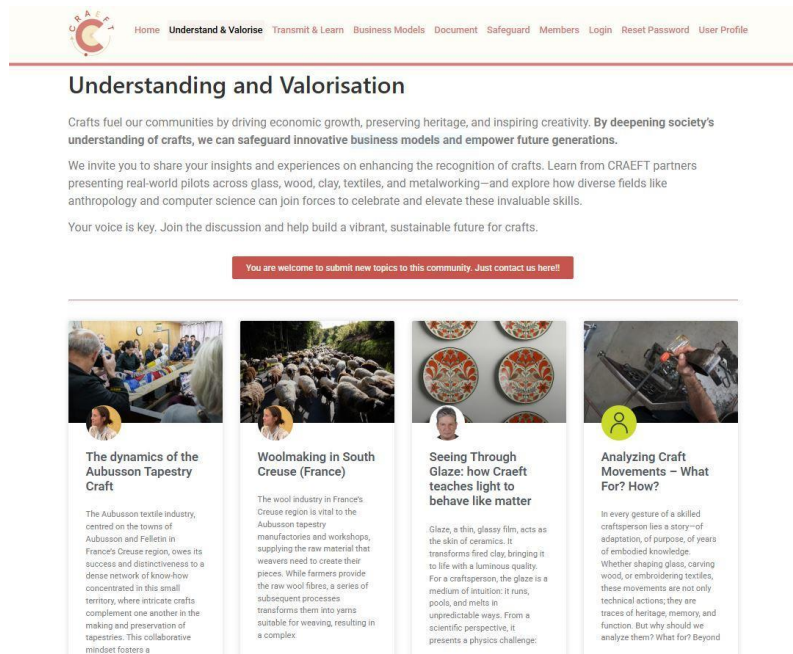 CRAEFT
Home Understand & Valorise Transmit & Learn Business Models Document Safeguard Members Login Reset Password User Profile
Understanding and Valorisation
Crafts fuel our communities by driving economic growth, preserving heritage, and inspiring creativity. By deepening society's
understanding of crafts, we can safeguard innovative business models and empower future generations.
We invite you to share your insights and experiences on enhancing the recognition of crafts. Learn from CRAEFT partners
presenting real-world pilots across glass, wood, clay, textiles, and metalworking—and explore how diverse fields like
anthropology and computer science can join forces to celebrate and elevate these invaluable skills.
Your voice is key. Join the discussion and help build a vibrant, sustainable future for crafts.
You are welcome to submit new topics to this community. Just contact us here!!
The dynamics of the
Aubusson Tapestry
Craft
The Aubusson textile industry,
centred on the towns of
Aubusson and Felletin in
France's Creuse region, owes its
success and distinctiveness to a
dense network of know-how
concentrated in this small
territory, where intricate crafts
complement one another in the
making and preservation of
tapestries. This collaborative
mindset fosters a
Woolmaking in South
Creuse (France)
The wool industry in France's
Creuse region is vital to the
Aubusson tapestry
manufactories and workshops,
supplying the raw material that
weavers need to create their
pieces. While farmers provide
the raw wool fibres, a series of
subsequent processes
transforms them into yarns
suitable for weaving, resulting in
a complex
Seeing Through
Glaze: how Craeft
teaches light to
behave like matter
Glaze, a thin, glassy film, acts as
the skin of ceramics. It
transforms fired clay, bringing it
to life with a luminous quality.
For a craftsperson, the glaze is a
medium of intuition: it runs,
pools, and melts in
unpredictable ways. From a
scientific perspective, it
presents a physics challenge:
Analyzing Craft
Movements – What
For? How?
In every gesture of a skilled
craftsperson lies a story—of
adaptation, of purpose, of years
of embodied knowledge.
Whether shaping glass, carving
wood, or embroidering textiles,
these movements are not only
technical actions; they are
traces of heritage, memory, and
function. But why should we
analyze them? What for? Beyond